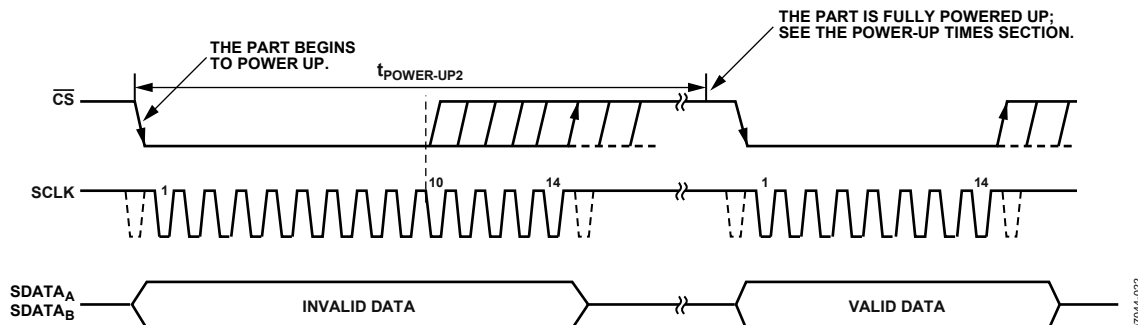 THE PART IS FULLY POWERED UP;
SEE THE POWER-UP TIMES SECTION.
THE PART BEGINS
TO POWER UP.
tPOWER-UP2
CS
SCLK
1
10
14
1
14
SDATAA
SDATAB
INVALID DATA
VALID DATA